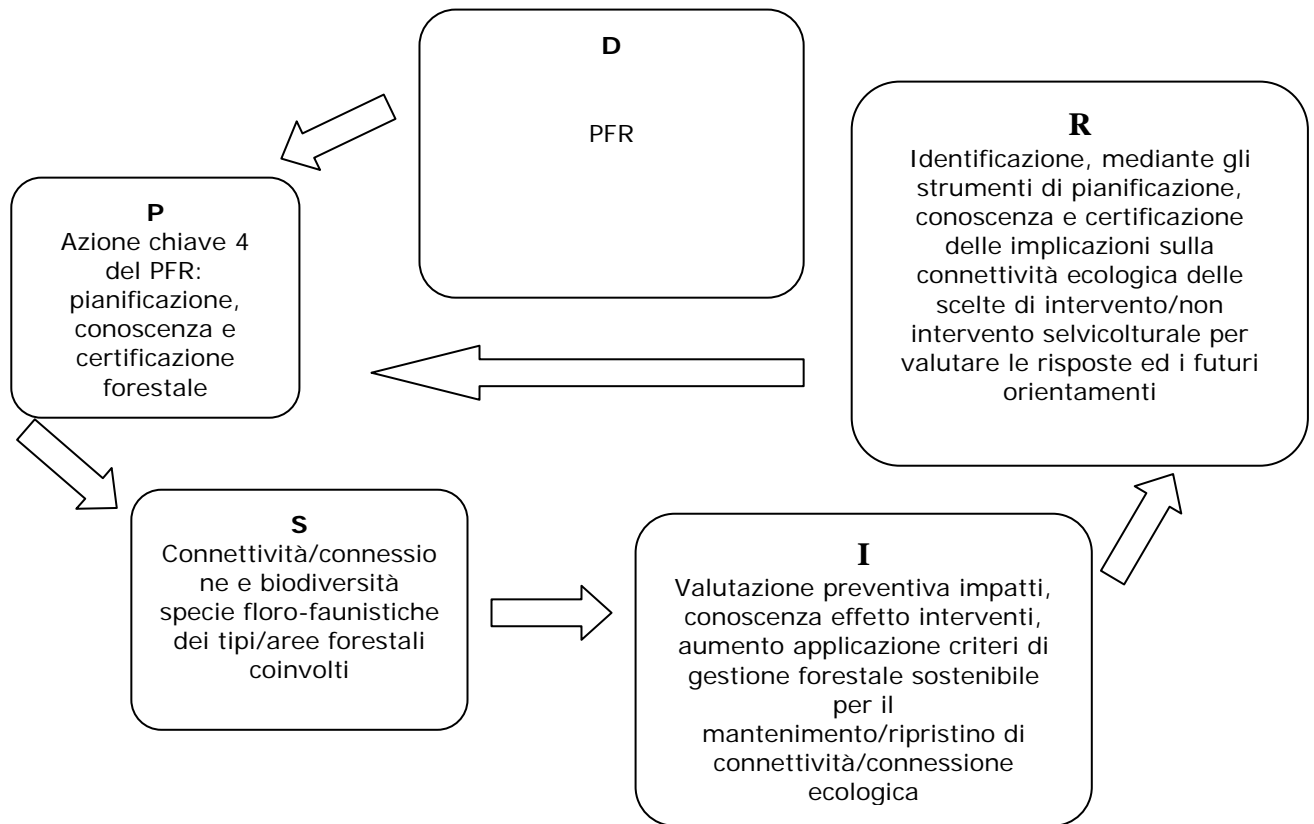 D
PFR
P
Azione chiave 4
del PFR:
pianificazione,
conoscenza e
certificazione
forestale
S
Connettività/connessio
ne e biodiversità
specie floro-faunistiche
dei tipi/aree forestali
coinvolti
I
Valutazione preventiva impatti,
conoscenza effetto interventi,
aumento applicazione criteri di
gestione forestale sostenibile
per il
mantenimento/ripristino di
connettività/connessione
ecologica
R
Identificazione, mediante gli
strumenti di pianificazione,
conoscenza e certificazione
delle implicazioni sulla
connettività ecologica delle
scelte di intervento/non
intervento selvicolturale per
valutare le risposte ed i futuri
orientamenti